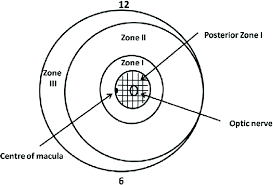 12
Zone II
Posterior Zone I
Zone I
Zone
III
Optic nerve
Centre of macula
6